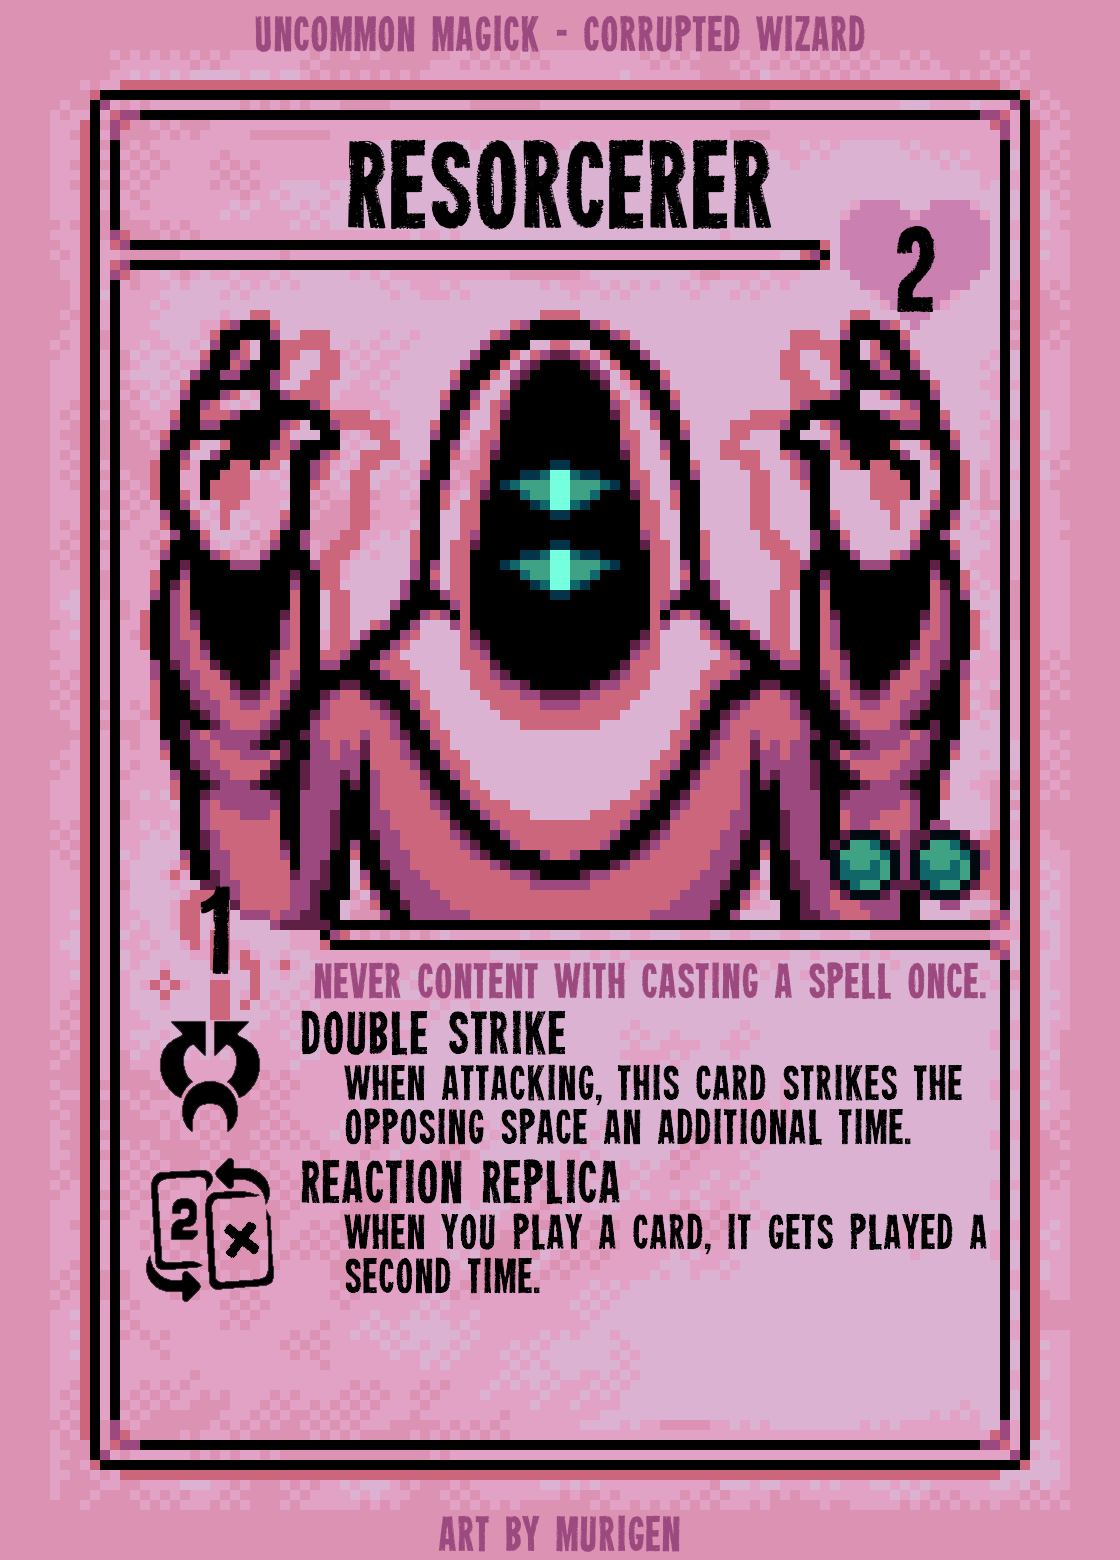 UNCOMMON MAGICK - CORRUPTED WIZARD
RESORCERER
2
1
NEVER CONTENT WITH CASTING A SPELL ONCE.
DOUBLE STRIKE
WHEN ATTACKING, THIS CARD STRIKES THE
OPPOSING SPACE AN ADDITIONAL TIME.
2 X
REACTION REPLICA
WHEN YOU PLAY A CARD, IT GETS PLAYED A
SECOND TIME.
ART BY MURIGEN